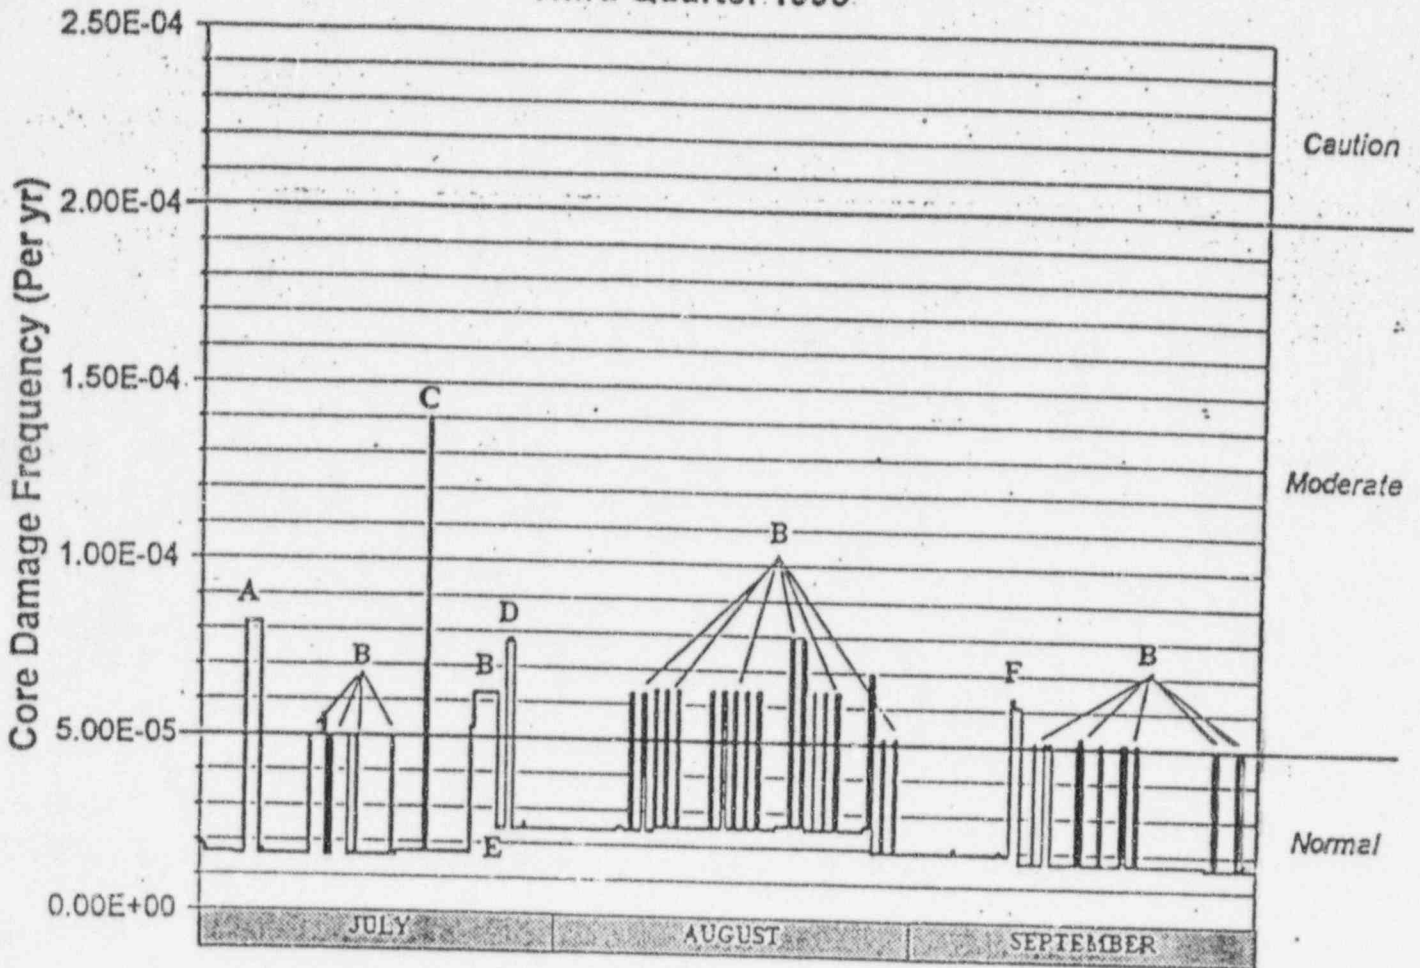 2.50E-04
Caution
2.00E-04
Core Damage Frequency (Per yr)
1.50E-04
C
Moderate
1.00E-04
B
A
D
B
B
F
B
5.00E-05
E
Normal
0.00E+00
JULY
AUGUST
SEPTEMBER